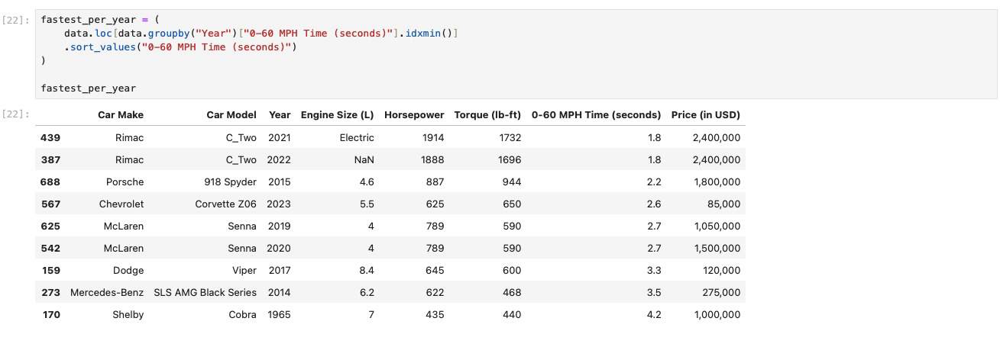 [22]: fastest_per_year = (
    data.loc[data.groupby("Year")["0-60 MPH Time (seconds)"].idxmin()]
    .sort_values("0-60 MPH Time (seconds)")
)
fastest_per_year
[22]: Car Make Car Model Year Engine Size (L) Horsepower Torque (lb-ft) 0-60 MPH Time (seconds) Price (in USD)
439 Rimac C_Two 2021 Electric 1914 1732 1.8 2,400,000
387 Rimac C_Two 2022 NaN 1888 1696 1.8 2,400,000
688 Porsche 918 Spyder 2015 4.6 887 944 2.2 1,800,000
567 Chevrolet Corvette Z06 2023 5.5 625 650 2.6 85,000
625 McLaren Senna 2019 4 789 590 2.7 1,050,000
542 McLaren Senna 2020 4 789 590 2.7 1,500,000
159 Dodge Viper 2017 8.4 645 600 3.3 120,000
273 Mercedes-Benz SLS AMG Black Series 2014 6.2 622 468 3.5 275,000
170 Shelby Cobra 1965 7 435 440 4.2 1,000,000